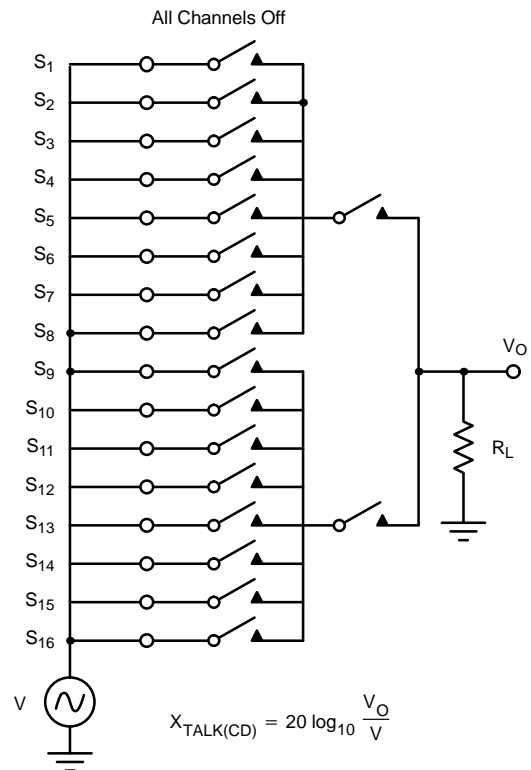 All Channels Off
S1
S2
S3
S4
S5
S6
S7
S8
S9
S10
S11
S12
S13
S14
S15
S16
VO
RL
V
XTALK(CD) = 20 log10 VO/V